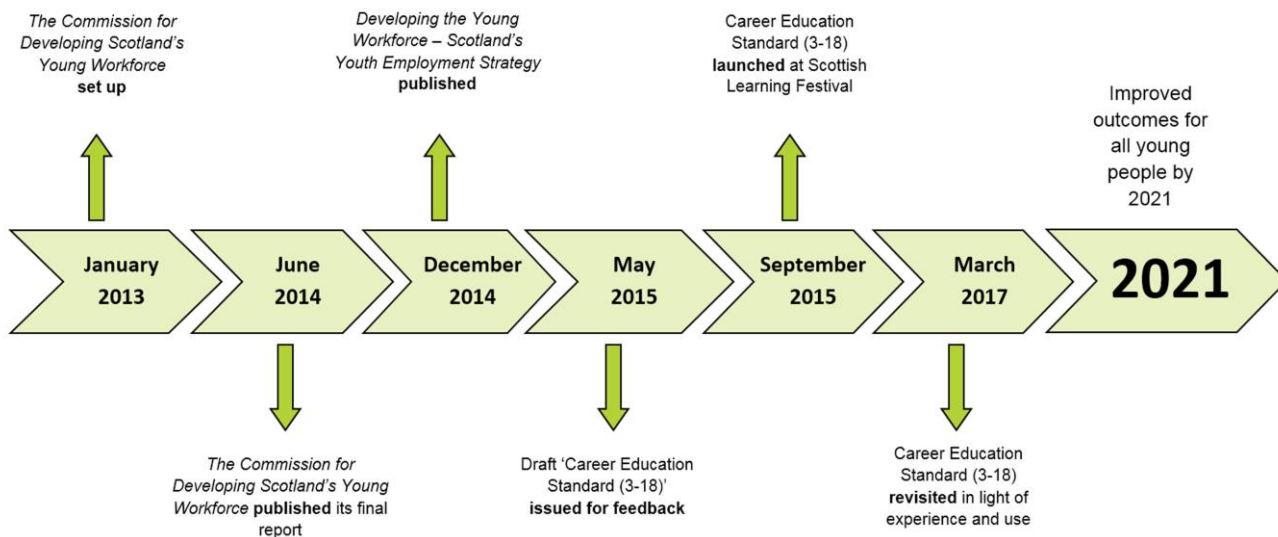 The Commission for
Developing Scotland's
Young Workforce
set up
Developing the Young
Workforce – Scotland's
Youth Employment Strategy
published
Career Education
Standard (3-18)
launched at Scottish
Learning Festival
Improved
outcomes for
all young
people by
2021
January
2013
June
2014
December
2014
May
2015
September
2015
March
2017
2021
The Commission for
Developing Scotland's Young
Workforce published its final
report
Draft 'Career Education
Standard (3-18)'
issued for feedback
Career Education
Standard (3-18)
revisited in light of
experience and use